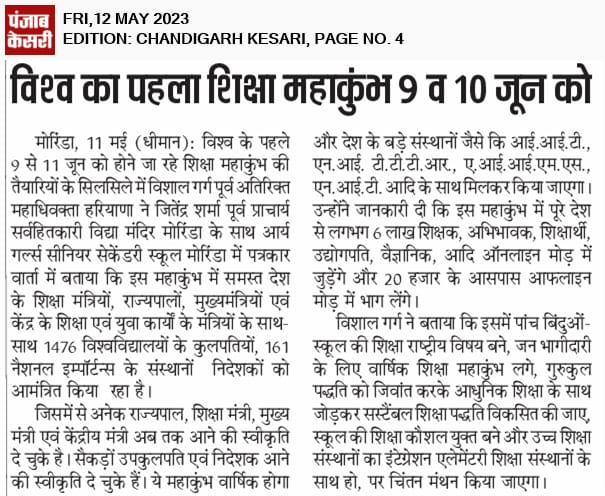 पंजाब
केसरी
FRI,12 MAY 2023
EDITION: CHANDIGARH KESARI, PAGE NO. 4
विश्व का पहला शिक्षा महाकुंभ 9 व 10 जून को
मोरिंडा, 11 मई (धीमान): विश्व के पहले
9 से 11 जून को होने जा रहे शिक्षा महाकुंभ की
तैयारियों के सिलसिले में विशाल गर्ग पूर्व अतिरिक्त
महाधिवक्ता हरियाणा ने जितेंद्र शर्मा पूर्व प्राचार्य
सर्वहितकारी विद्या मंदिर मोरिंडा के साथ आर्य
गर्ल्स सीनियर सेकेंडरी स्कूल मोरिंडा में पत्रकार
वार्ता में बताया कि इस महाकुंभ में समस्त देश
के शिक्षा मंत्रियों, राज्यपालों, मुख्यमंत्रियों एवं
केंद्र के शिक्षा एवं युवा कार्यों के मंत्रियों के साथ-
साथ 1476 विश्वविद्यालयों के कुलपतियों, 161
नैशनल इम्पॉर्टन्स के संस्थानों निदेशकों को
आमंत्रित किया रहा है।
जिसमें से अनेक राज्यपाल, शिक्षा मंत्री, मुख्य
मंत्री एवं केंद्रीय मंत्री अब तक आने की स्वीकृति
दे चुके है। सैकड़ों उपकुलपति एवं निदेशक आने
की स्वीकृति दे चुके हैं। ये महाकुंभ वार्षिक होगा
और देश के बड़े संस्थानों जैसे कि आई.आई.टी.,
एन.आई. टी.टी.टी.आर., ए.आई.आई.एम.एस.,
एन.आई.टी. आदि के साथ मिलकर किया जाएगा।
उन्होंने जानकारी दी कि इस महाकुंभ में पूरे देश
से लगभग 6 लाख शिक्षक, अभिभावक, शिक्षार्थी,
उद्योगपति, वैज्ञानिक, आदि ऑनलाइन मोड़ में
जुड़ेंगे और 20 हजार के आसपास आफलाइन
मोड़ में भाग लेंगे।
विशाल गर्ग ने बताया कि इसमें पांच बिंदुओं-
स्कूल की शिक्षा राष्ट्रीय विषय बने, जन भागीदारी
के लिए वार्षिक शिक्षा महाकुंभ लगे, गुरुकुल
पद्धति को जिवांत करके आधुनिक शिक्षा के साथ
जोड़कर सस्टैंबल शिक्षा पद्धति विकसित की जाए,
स्कूल की शिक्षा कौशल युक्त बने और उच्च शिक्षा
संस्थानों का इंटेग्रेशन एलेमेंटरी शिक्षा संस्थानों के
साथ हो, पर चिंतन मंथन किया जाएगा।